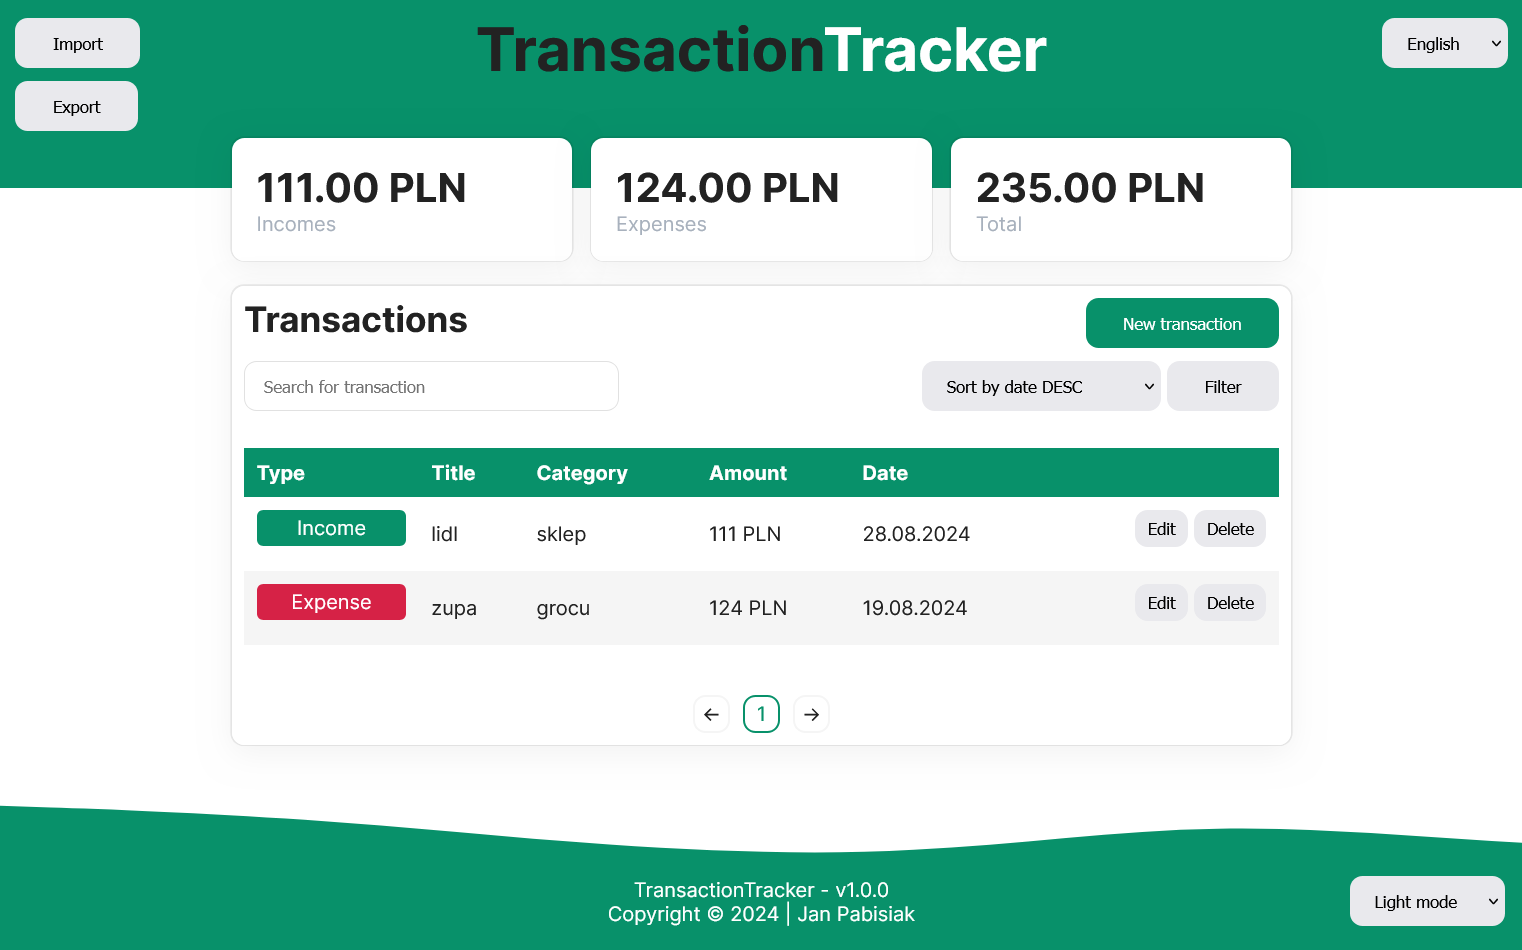 Import
TransactionTracker
English
Export
111.00 PLN
Incomes
124.00 PLN
Expenses
235.00 PLN
Total
Transactions
New transaction
Search for transaction
Sort by date DESC
Filter
Type Title Category Amount Date
Income lidl sklep 111 PLN 28.08.2024 Edit Delete
Expense zupa grocu 124 PLN 19.08.2024 Edit Delete
← 1 →
TransactionTracker - v1.0.0
Copyright © 2024 | Jan Pabisiak
Light mode